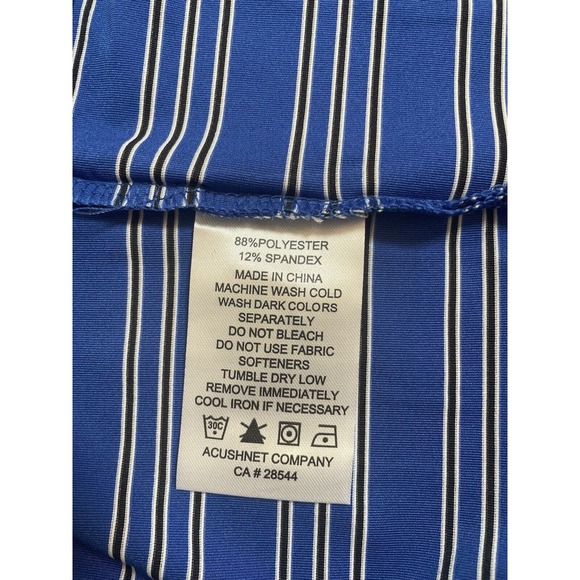 88%POLYESTER
12% SPANDEX
MADE IN CHINA
MACHINE WASH COLD
WASH DARK COLORS
SEPARATELY
DO NOT BLEACH
DO NOT USE FABRIC
SOFTENERS
TUMBLE DRY LOW
REMOVE IMMEDIATELY
COOL IRON IF NECESSARY
30C
ACUSHNET COMPANY
CA # 28544